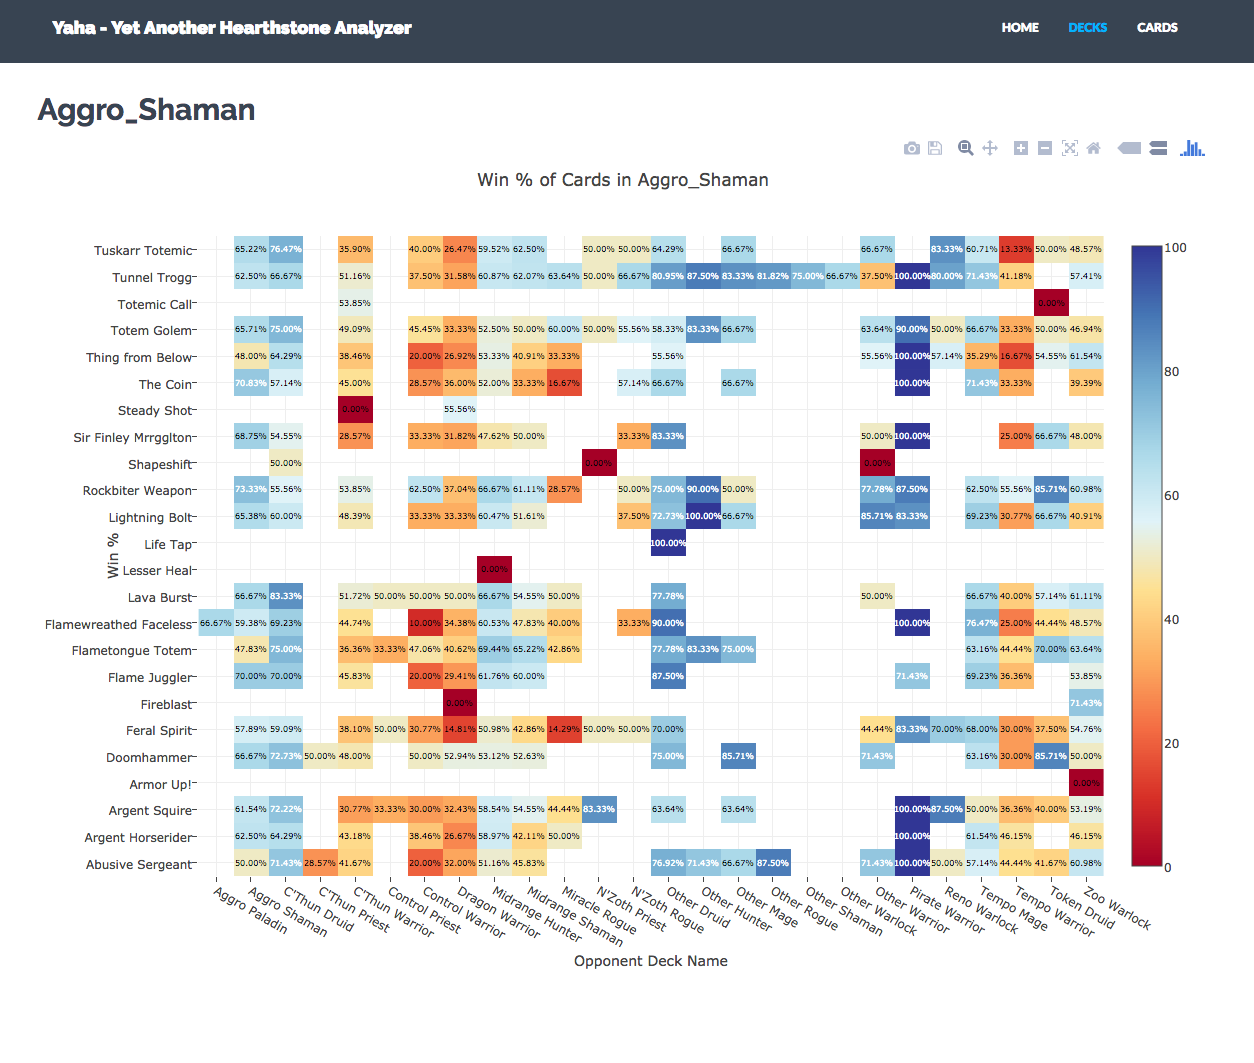 Yaha - Yet Another Hearthstone Analyzer
HOME DECKS CARDS
Aggro_Shaman
Win % of Cards in Aggro_Shaman
Tuskarr Totemic 65.22% 76.47% 35.90% 40.00% 26.47% 59.52% 62.50% 50.00% 50.00% 64.29% 66.67% 66.67% 83.33% 60.71% 13.33% 50.00% 48.57%
Tunnel Trogg 62.50% 66.67% 51.16% 37.50% 31.58% 60.87% 62.07% 63.64% 50.00% 66.67% 80.95% 87.50% 83.33% 81.82% 75.00% 66.67% 37.50% 100.00% 80.00% 71.43% 41.18% 57.41%
Totemic Call 53.85% 0.00%
Totem Golem 65.71% 75.00% 49.09% 45.45% 33.33% 52.50% 50.00% 60.00% 50.00% 55.56% 58.33% 83.33% 66.67% 63.64% 90.00% 50.00% 66.67% 33.33% 50.00% 46.94%
Thing from Below 48.00% 64.29% 38.46% 20.00% 26.92% 53.33% 40.91% 33.33% 55.56% 55.56% 100.00% 57.14% 35.29% 16.67% 54.55% 61.54%
The Coin 70.83% 57.14% 45.00% 28.57% 36.00% 52.00% 33.33% 16.67% 57.14% 66.67% 66.67% 100.00% 71.43% 33.33% 39.39%
Steady Shot 0.00% 55.56%
Sir Finley Mrrgglton 68.75% 54.55% 28.57% 33.33% 31.82% 47.62% 50.00% 33.33% 83.33% 50.00% 100.00% 25.00% 66.67% 48.00%
Shapeshift 50.00% 0.00% 0.00%
Rockbiter Weapon 73.33% 55.56% 53.85% 62.50% 37.04% 66.67% 61.11% 28.57% 50.00% 75.00% 90.00% 50.00% 77.78% 87.50% 62.50% 55.56% 85.71% 60.98%
Lightning Bolt 65.38% 60.00% 48.39% 33.33% 33.33% 60.47% 51.61% 37.50% 72.73% 100.00% 66.67% 85.71% 83.33% 69.23% 30.77% 66.67% 40.91%
Life Tap 100.00%
Lesser Heal 0.00%
Win %
Lava Burst 66.67% 83.33% 51.72% 50.00% 50.00% 50.00% 66.67% 54.55% 50.00% 77.78% 50.00% 66.67% 40.00% 57.14% 61.11%
Flamewreathed Faceless 66.67% 59.38% 69.23% 44.74% 10.00% 34.38% 60.53% 47.83% 40.00% 33.33% 90.00% 100.00% 76.47% 25.00% 44.44% 48.57%
Flametongue Totem 47.83% 75.00% 36.36% 33.33% 47.06% 40.62% 69.44% 65.22% 42.86% 77.78% 83.33% 75.00% 63.16% 44.44% 70.00% 63.64%
Flame Juggler 70.00% 70.00% 45.83% 20.00% 29.41% 61.76% 60.00% 87.50% 71.43% 69.23% 36.36% 53.85%
Fireblast 0.00% 71.43%
Feral Spirit 57.89% 59.09% 38.10% 50.00% 30.77% 14.81% 50.98% 42.86% 14.29% 50.00% 50.00% 70.00% 44.44% 83.33% 70.00% 68.00% 30.00% 37.50% 54.76%
Doomhammer 66.67% 72.73% 50.00% 48.00% 50.00% 52.94% 53.12% 52.63% 75.00% 85.71% 71.43% 63.16% 30.00% 85.71% 50.00%
Armor Up! 0.00%
Argent Squire 61.54% 72.22% 30.77% 33.33% 30.00% 32.43% 58.54% 54.55% 44.44% 83.33% 63.64% 63.64% 100.00% 87.50% 50.00% 36.36% 40.00% 53.19%
Argent Horserider 62.50% 64.29% 43.18% 38.46% 26.67% 58.97% 42.11% 50.00% 100.00% 61.54% 46.15% 46.15%
Abusive Sergeant 50.00% 71.43% 28.57% 41.67% 20.00% 32.00% 51.16% 45.83% 76.92% 71.43% 66.67% 87.50% 71.43% 100.00% 50.00% 57.14% 44.44% 41.67% 60.98%
100
80
60
40
20
0
Aggro Paladin
Aggro Shaman
C'Thun Druid
C'Thun Priest
C'Thun Warrior
Control Priest
Control Warrior
Dragon Warrior
Midrange Hunter
Midrange Shaman
Miracle Rogue
N'Zoth Priest
N'Zoth Rogue
Other Druid
Other Hunter
Other Mage
Other Rogue
Other Shaman
Other Warlock
Other Warrior
Pirate Warrior
Reno Warlock
Tempo Mage
Tempo Warrior
Token Druid
Zoo Warlock
Opponent Deck Name